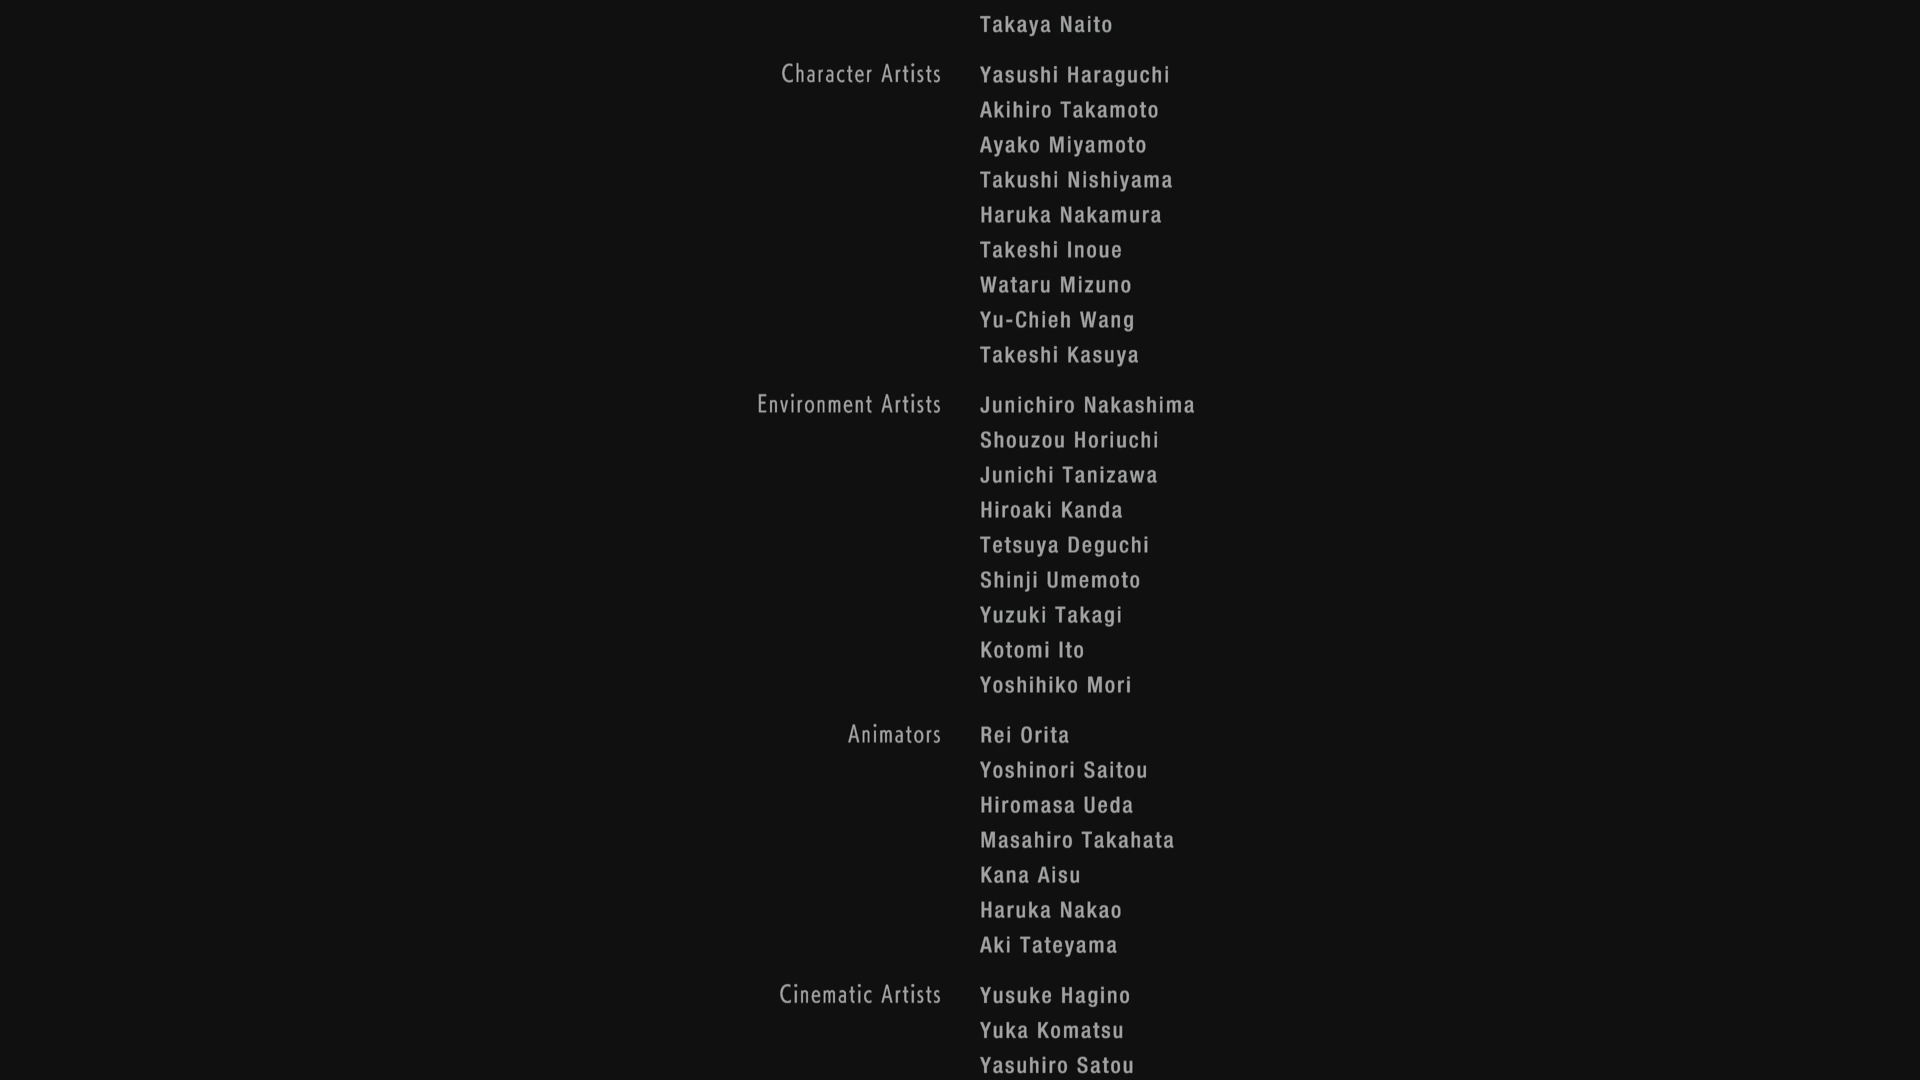 Takaya Naito
Character Artists Yasushi Haraguchi
Akihiro Takamoto
Ayako Miyamoto
Takushi Nishiyama
Haruka Nakamura
Takeshi Inoue
Wataru Mizuno
Yu-Chieh Wang
Takeshi Kasuya
Environment Artists Junichiro Nakashima
Shouzou Horiuchi
Junichi Tanizawa
Hiroaki Kanda
Tetsuya Deguchi
Shinji Umemoto
Yuzuki Takagi
Kotomi Ito
Yoshihiko Mori
Animators Rei Orita
Yoshinori Saitou
Hiromasa Ueda
Masahiro Takahata
Kana Aisu
Haruka Nakao
Aki Tateyama
Cinematic Artists Yusuke Hagino
Yuka Komatsu
Yasuhiro Satou